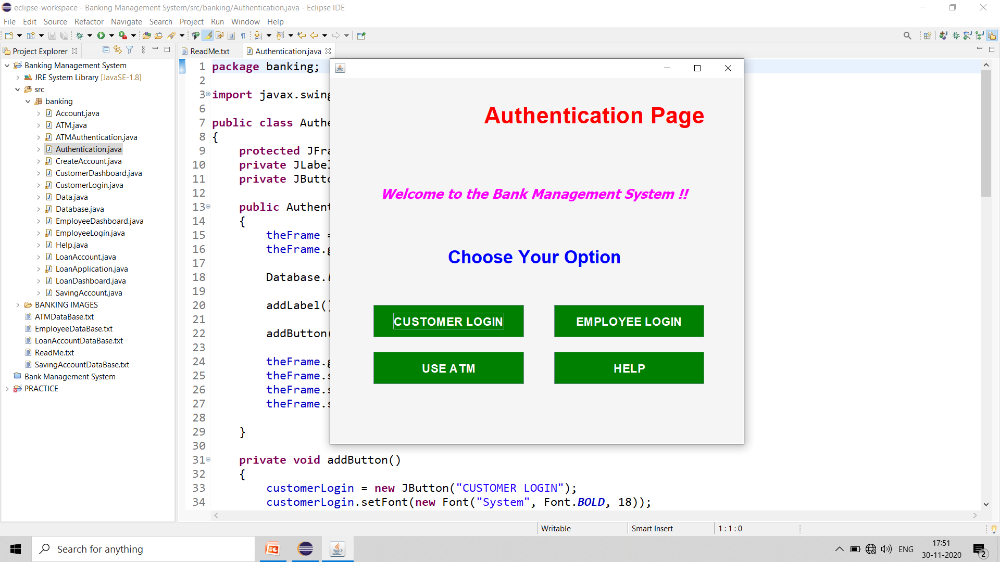 eclipse-workspace - Banking Management System/src/banking/Authentication.java - Eclipse IDE
File Edit Source Refactor Navigate Search Project Run Window Help
Project Explorer
ReadMe.txt
Authentication.java
Banking Management System
JRE System Library [JavaSE-1.8]
src
banking
Account.java
ATM.java
ATMAuthentication.java
Authentication.java
CreateAccount.java
CustomerDashboard.java
CustomerLogin.java
Data.java
Database.java
EmployeeDashboard.java
EmployeeLogin.java
Help.java
LoanAccount.java
LoanApplication.java
LoanDashboard.java
SavingAccount.java
BANKING IMAGES
ATMDataBase.txt
EmployeeDataBase.txt
LoanAccountDataBase.txt
ReadMe.txt
SavingAccountDataBase.txt
Bank Management System
PRACTICE
1 package banking;
2
3 import javax.swing
6
7 public class Authe
8 {
9 protected JFra
10 private JLabel
11 private JButto
12
13 public Authent
14 {
15 theFrame =
16 theFrame.g
17
18 Database.
19
20 addLabel()
21
22 addButton(
23
24 theFrame.g
25 theFrame.s
26 theFrame.s
27 theFrame.s
28
29 }
30
31 private void addButton()
32 {
33 customerLogin = new JButton("CUSTOMER LOGIN");
34 customerLogin.setFont(new Font("System", Font.BOLD, 18));
Authentication Page
Welcome to the Bank Management System !!
Choose Your Option
CUSTOMER LOGIN
EMPLOYEE LOGIN
USE ATM
HELP
Writable
Smart Insert
1 : 1 : 0
Search for anything
ENG
17:51
30-11-2020
2